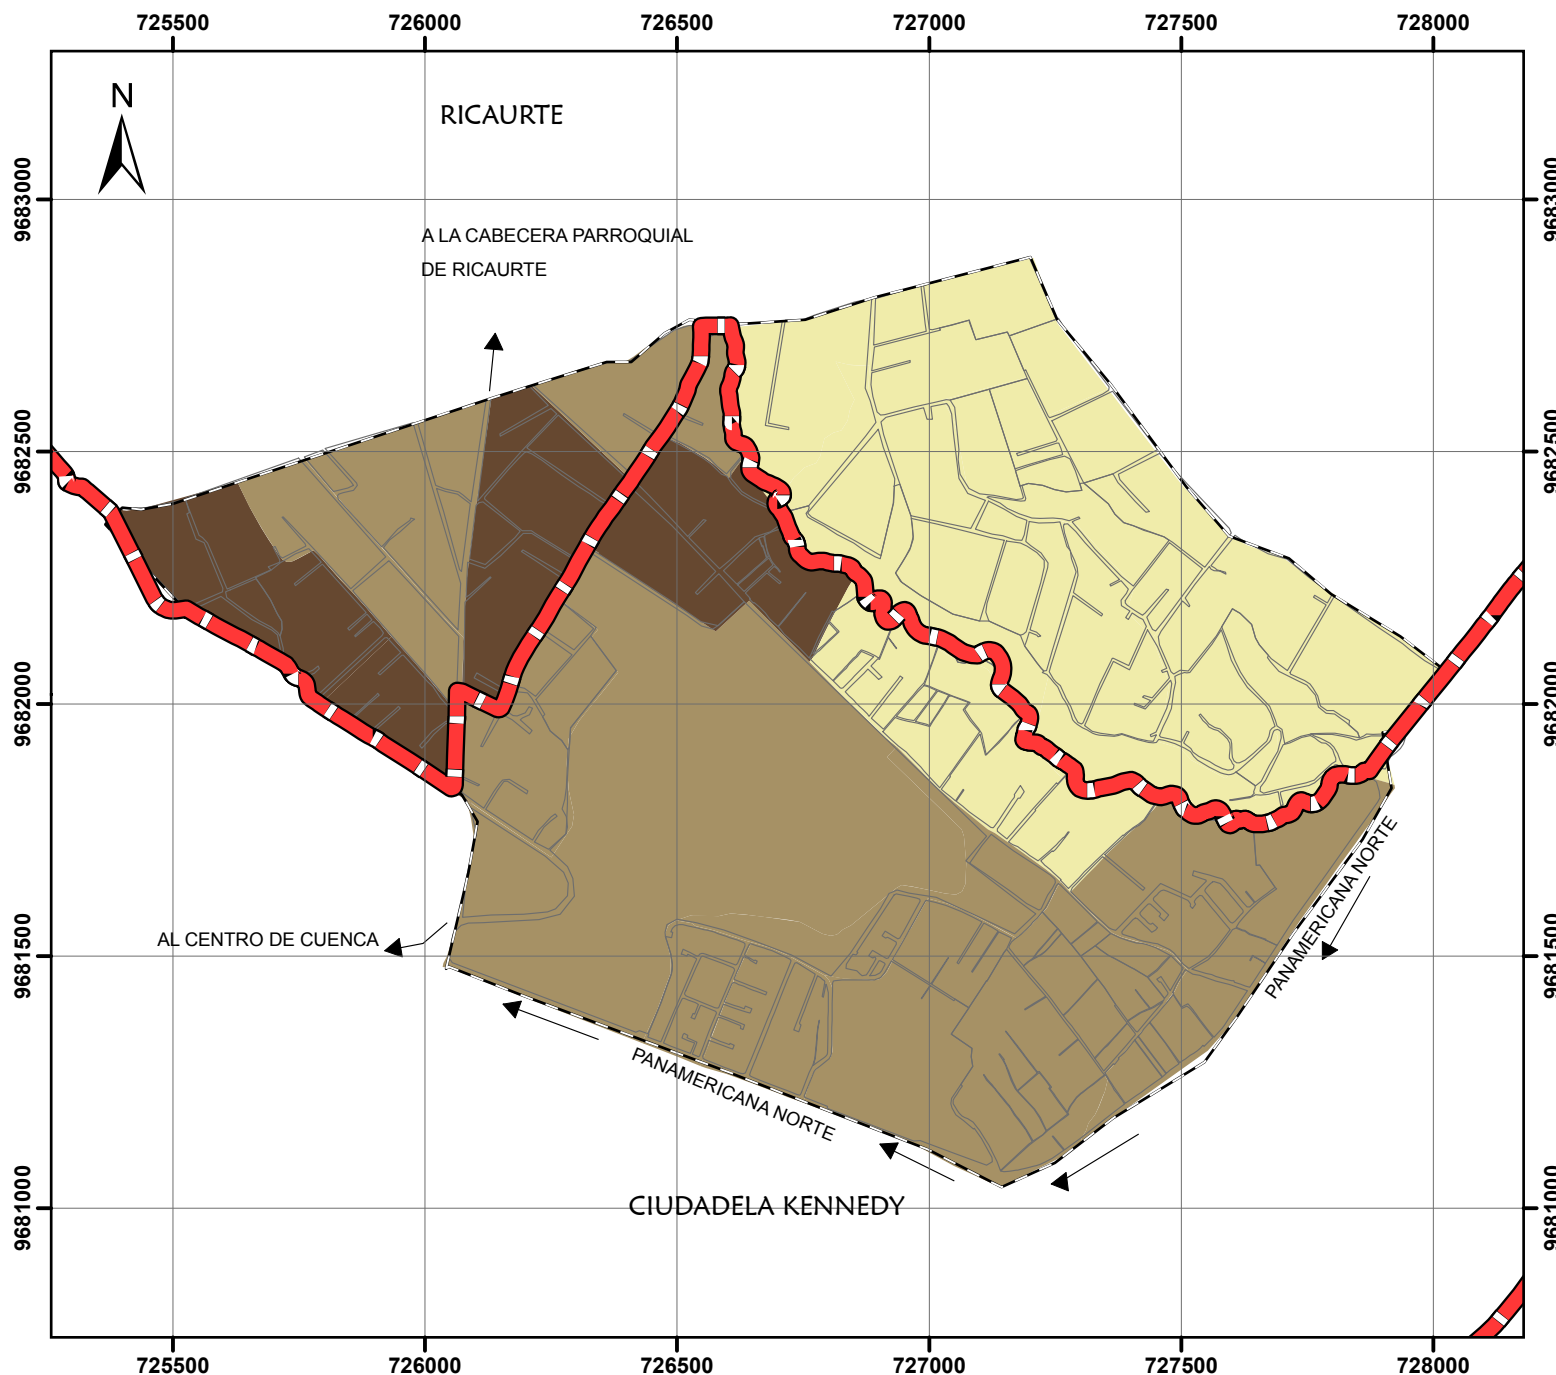 725500 726000 726500 727000 727500 728000
N
RICAURTE
9683000 9683000
A LA CABECERA PARROQUIAL
DE RICAURTE
9682500 9682500
9682000 9682000
PANAMERICANA NORTE
AL CENTRO DE CUENCA
9681500 9681500
PANAMERICANA NORTE
CIUDADELA KENNEDY
9681000 9681000
725500 726000 726500 727000 727500 728000